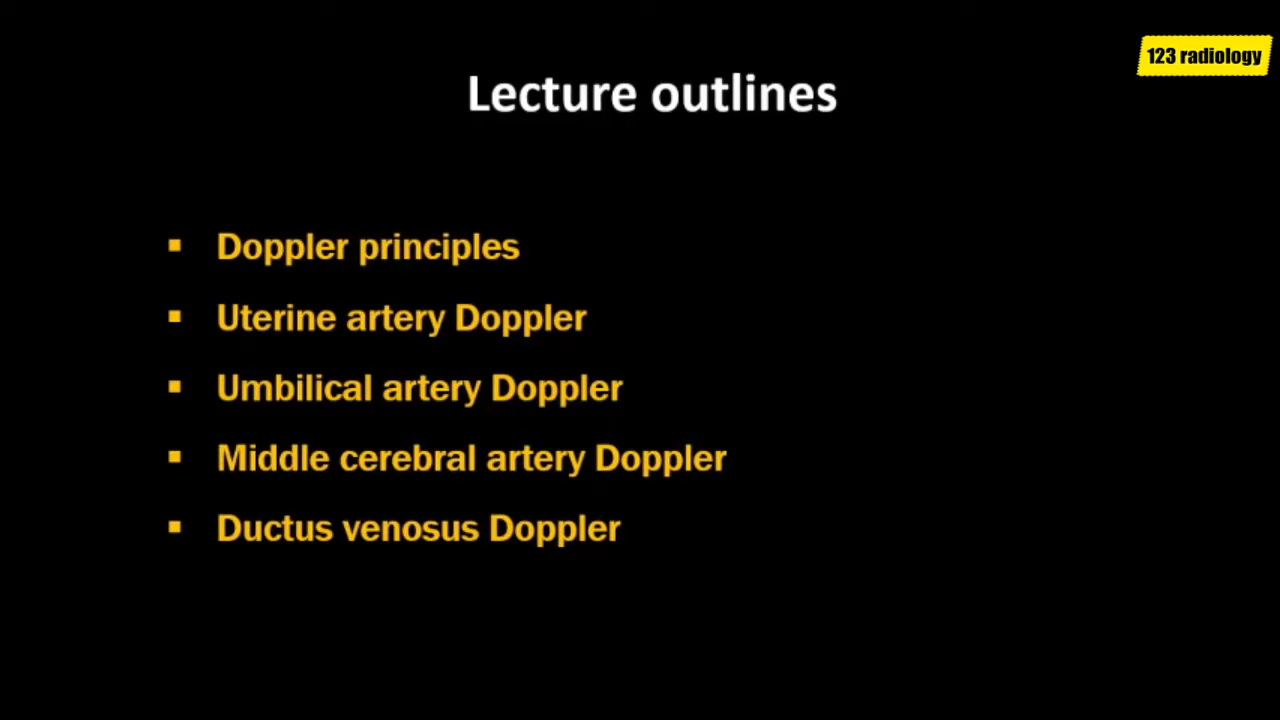 123 radiology
Lecture outlines
▪ Doppler principles
▪ Uterine artery Doppler
▪ Umbilical artery Doppler
▪ Middle cerebral artery Doppler
▪ Ductus venosus Doppler